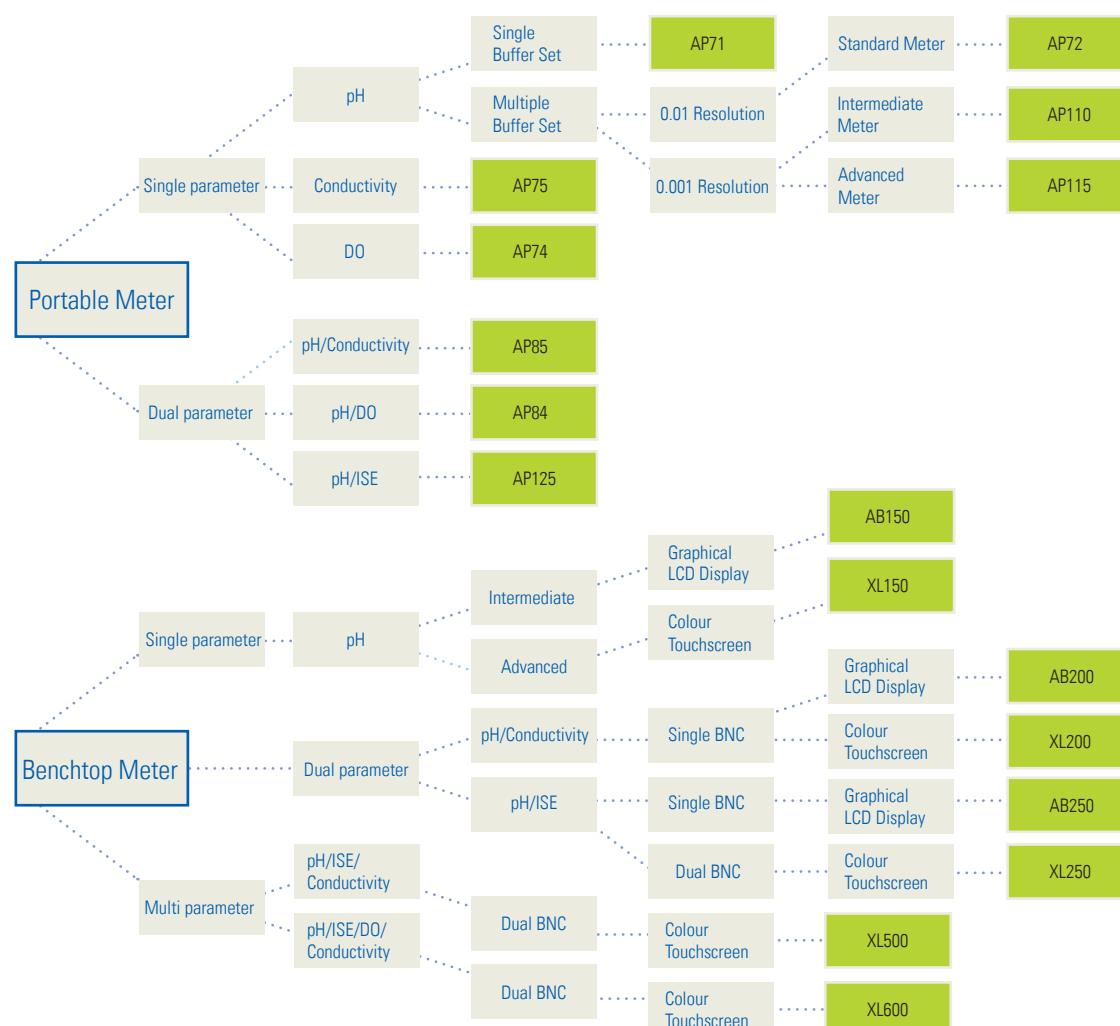 Single
Buffer Set
AP71
Standard Meter
AP72
pH
Multiple
Buffer Set
0.01 Resolution
Intermediate
Meter
AP110
Single parameter
Conductivity
AP75
0.001 Resolution
Advanced
Meter
AP115
DO
AP74
Portable Meter
pH/Conductivity
AP85
Dual parameter
pH/DO
AP84
pH/ISE
AP125
AB150
Graphical
LCD Display
XL150
Intermediate
Single parameter
pH
Colour
Touchscreen
Advanced
Graphical
LCD Display
AB200
pH/Conductivity
Single BNC
Colour
Touchscreen
XL200
Benchtop Meter
Dual parameter
pH/ISE
Single BNC
Graphical
LCD Display
AB250
Dual BNC
Colour
Touchscreen
XL250
pH/ISE/
Conductivity
Multi parameter
Dual BNC
Colour
Touchscreen
XL500
pH/ISE/DO/
Conductivity
Dual BNC
Colour
Touchscreen
XL600